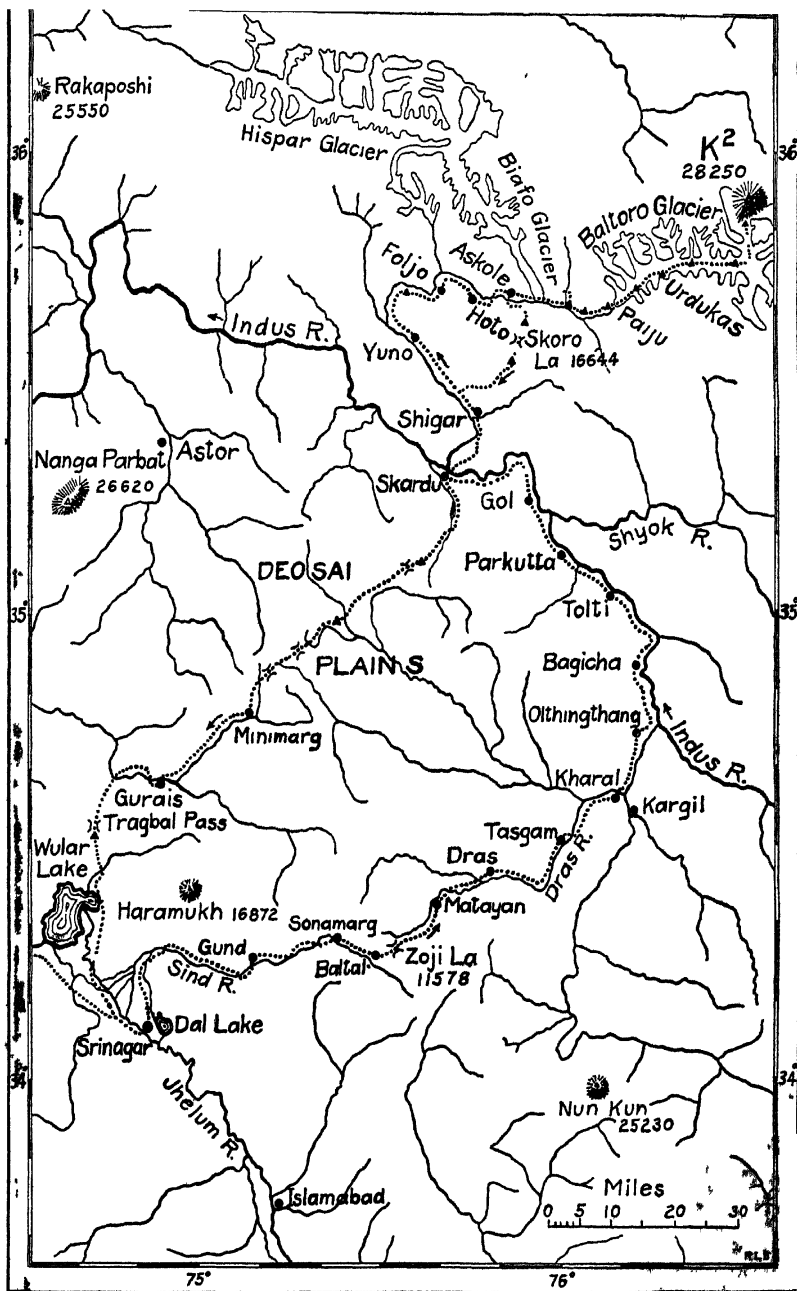 Rakaposhi
25550
Hispar Glacier
Biafo Glacier
K²
28250
Baltoro Glacier
36°
36°
Foljo
Askole
Hoto
Skoro
La 16644
Paiju
Urdukas
Indus R.
Yuno
Shigar
Astor
Nanga Parbat
26620
Skardu
Gol
Shyok R.
Parkutta
DEOSAI
PLAINS
Tolti
35°
35°
Bagicha
Olthingthang
Indus R.
Minimarg
Kharal
Kargil
Gurais
Tragbal Pass
Tasgam
Dras R.
Wular
Lake
Dras
Haramukh 16872
Matayan
Sonamarg
Gund
Baltal
Zoji La
11578
Sind R.
Dal Lake
Srinagar
34°
34°
Jhelum R.
Nun Kun
25230
Islamabad
Miles
0 5 10 20 30
75°
76°